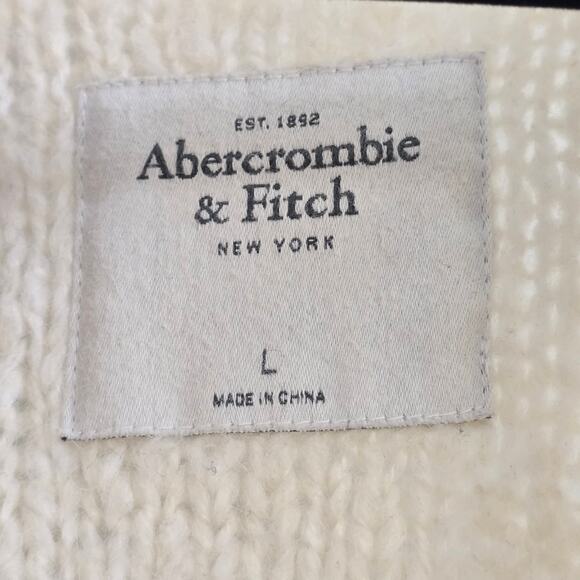 EST. 1892
Abercrombie
& Fitch
NEW YORK
L
MADE IN CHINA